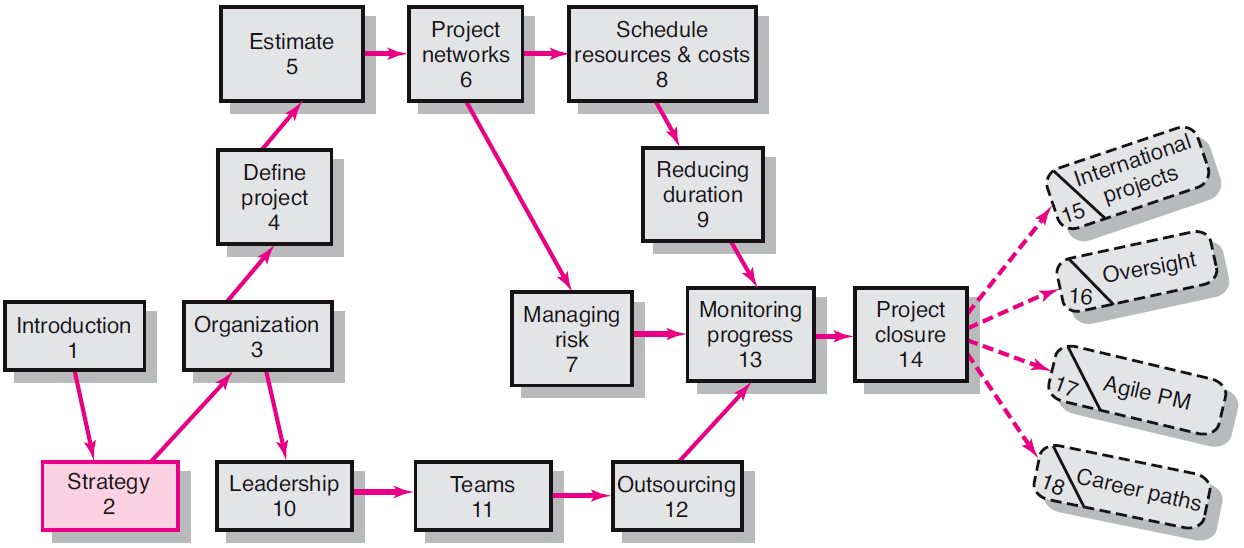 Estimate
5
Project
networks
6
Schedule
resources & costs
8
Define
project
4
Reducing
duration
9
International
projects
15
Oversight
16
Introduction
1
Organization
3
Managing
risk
7
Monitoring
progress
13
Project
closure
14
Agile PM
17
Strategy
2
Leadership
10
Teams
11
Outsourcing
12
Career paths
18